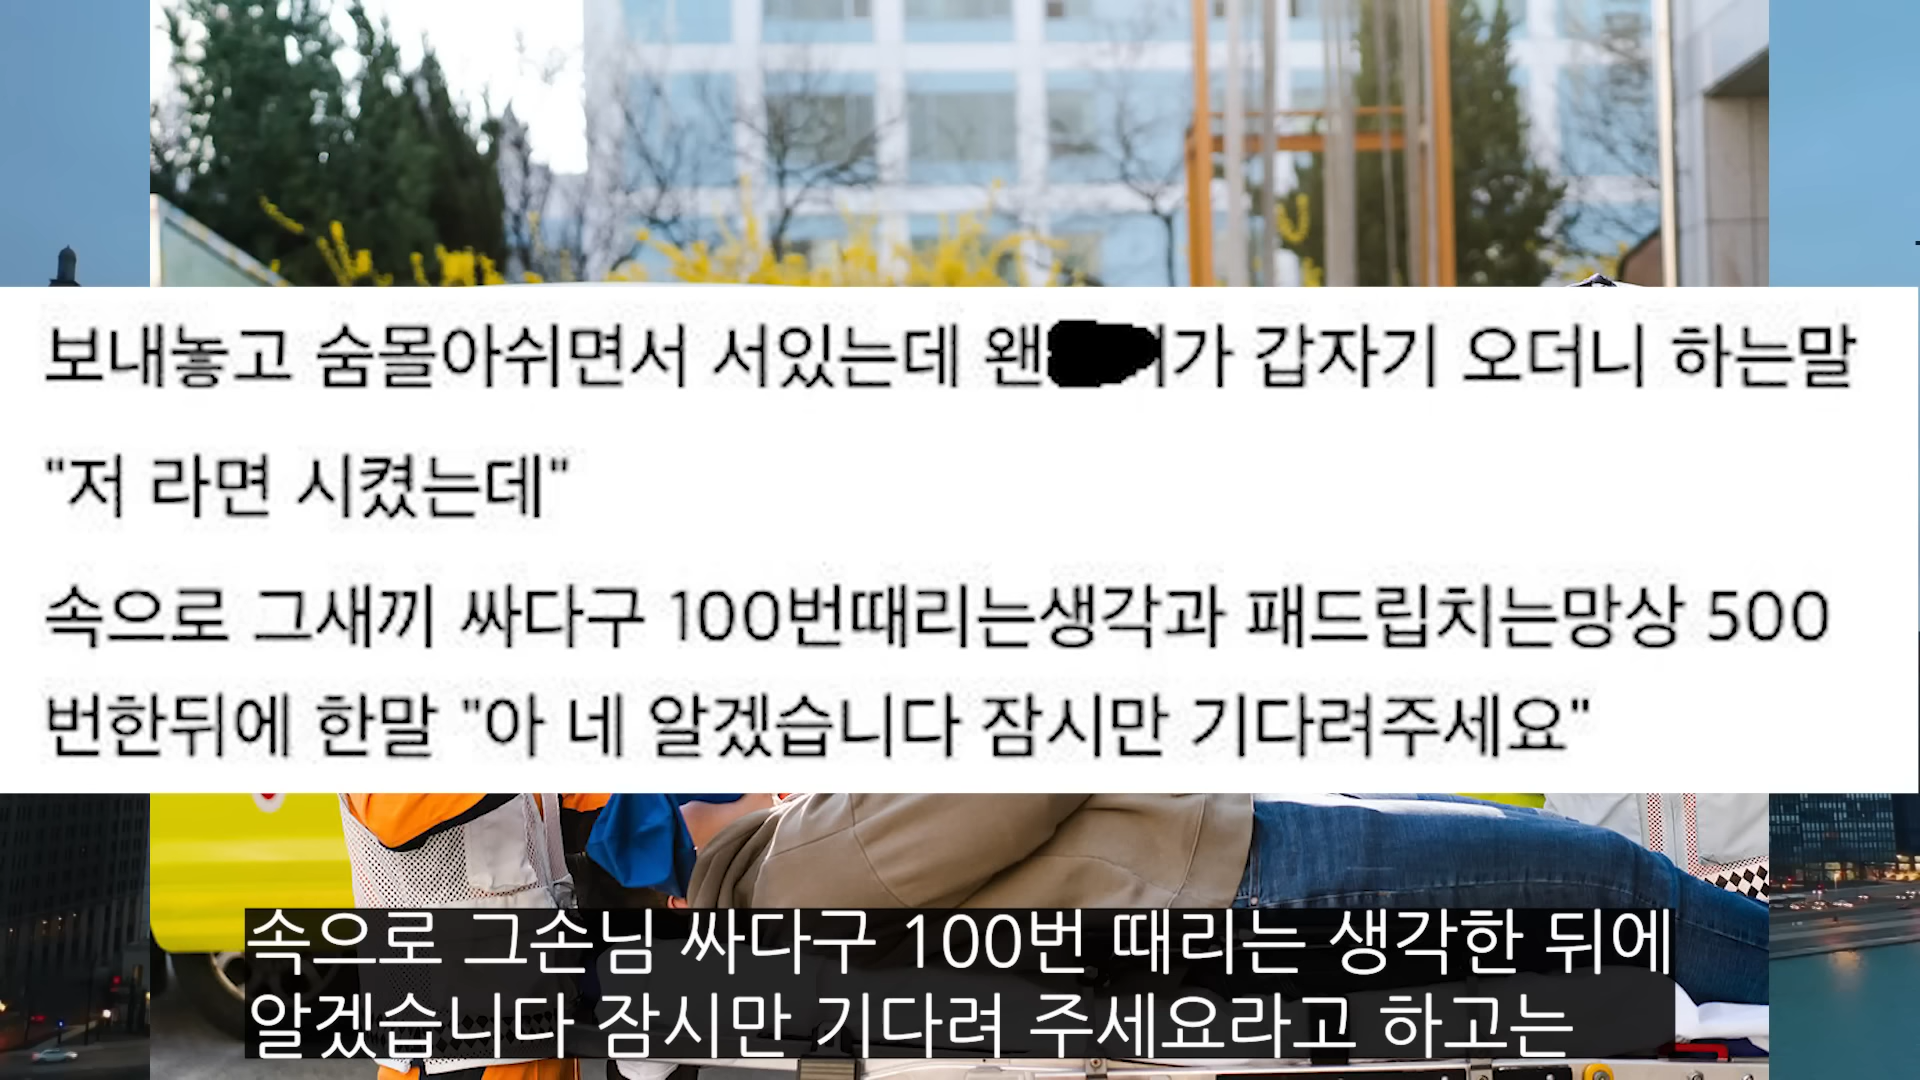 보내놓고 숨몰아쉬면서 서있는데 왠 가 갑자기 오더니 하는말
"저 라면 시켰는데"
속으로 그새끼 싸다구 100번때리는생각과 패드립치는망상 500
번한뒤에 한말 "아 네 알겠습니다 잠시만 기다려주세요"
속으로 그손님 싸다구 100번 때리는 생각한 뒤에
알겠습니다 잠시만 기다려 주세요라고 하고는